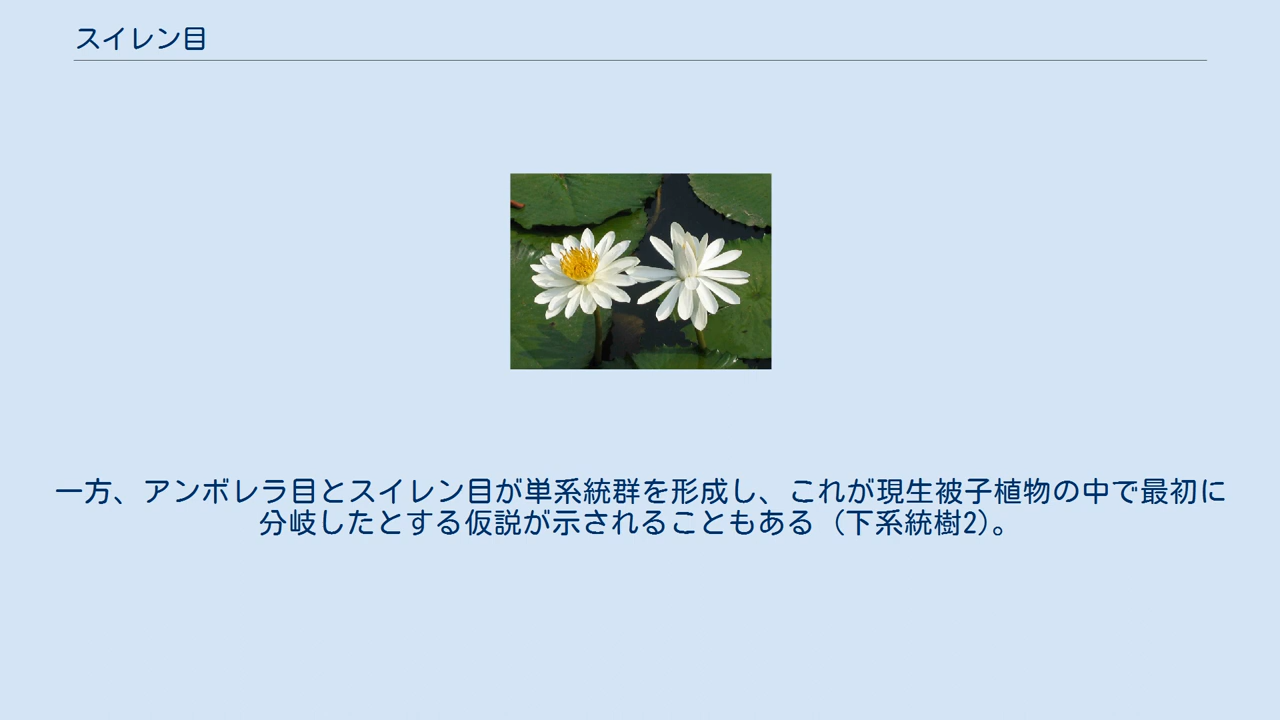 スイレン目
一方、アンボレラ目とスイレン目が単系統群を形成し、これが現生被子植物の中で最初に
分岐したとする仮説が示されることもある（下系統樹2）。